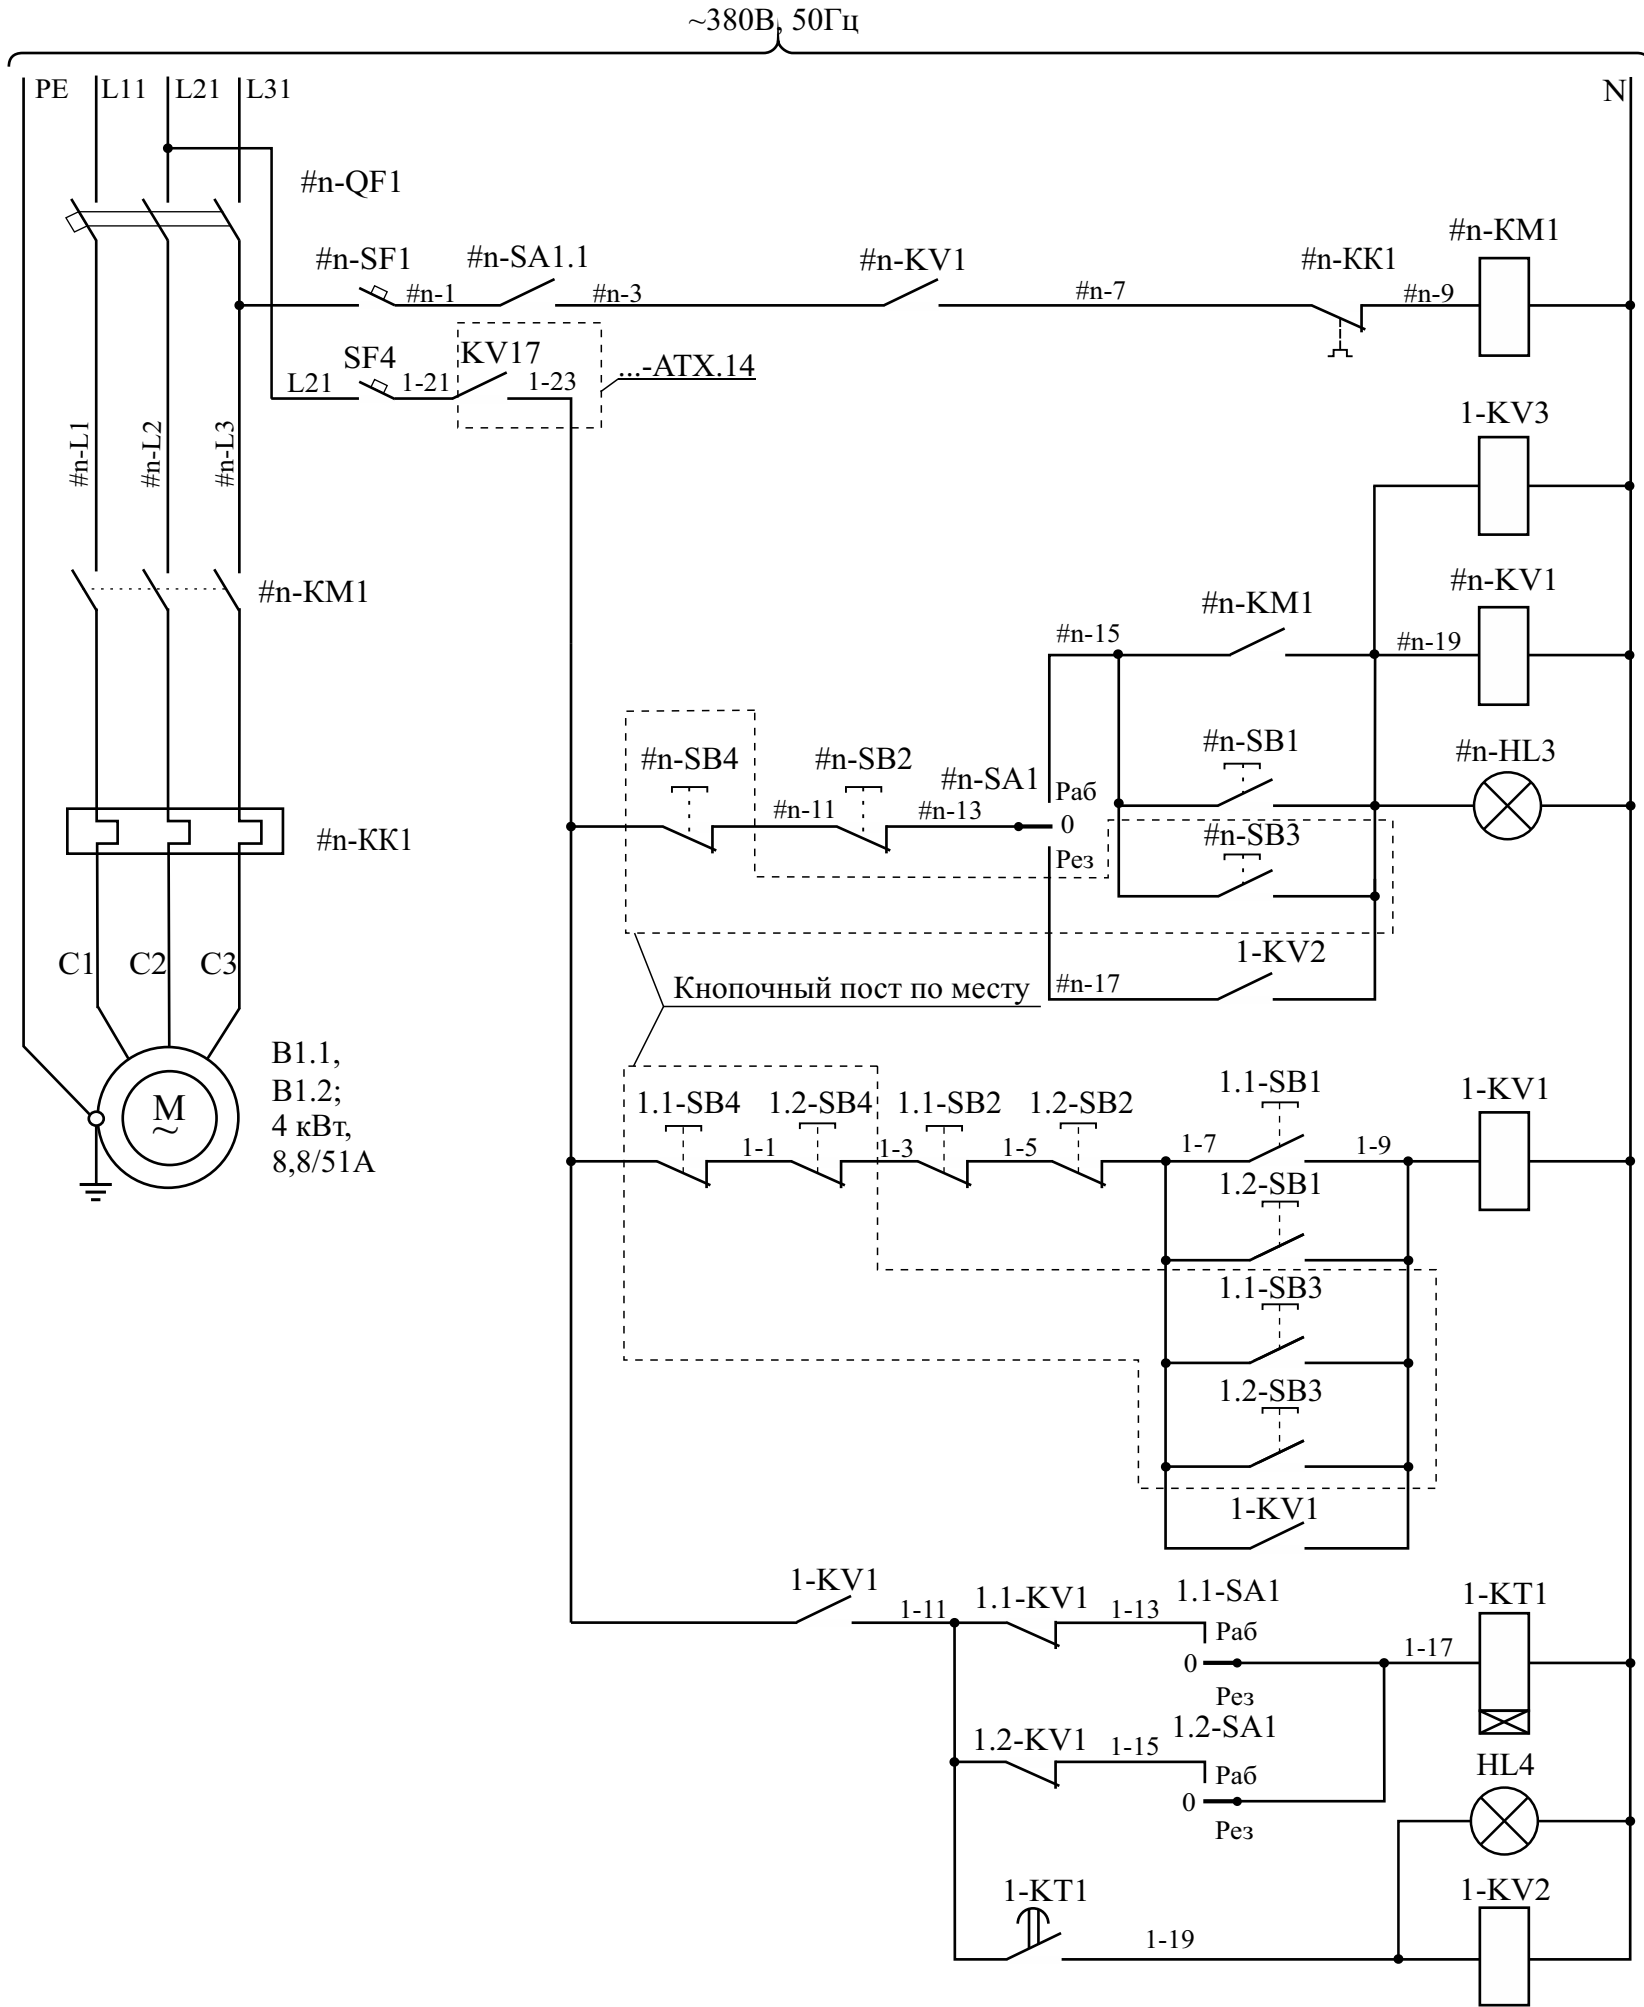 ~380В, 50Гц
PE
L11
L21
L31
N
#n-QF1
#n-SF1
#n-1
#n-SA1.1
#n-3
#n-KV1
#n-7
#n-КК1
#n-9
#n-КМ1
L21
SF4
1-21
KV17
1-23
...-АТХ.14
1-KV3
#n-L1
#n-L2
#n-L3
#n-КМ1
#n-15
#n-KM1
#n-19
#n-KV1
#n-SB4
#n-11
#n-SB2
#n-13
#n-SA1
Раб
0
Рез
#n-SB1
#n-SB3
#n-HL3
#n-КК1
C1
C2
C3
#n-17
1-KV2
Кнопочный пост по месту
M
~
В1.1,
В1.2;
4 кВт,
8,8/51А
1.1-SB4
1-1
1.2-SB4
1-3
1.1-SB2
1-5
1.2-SB2
1-7
1.1-SB1
1-9
1-KV1
1.2-SB1
1.1-SB3
1.2-SB3
1-KV1
1-KV1
1-11
1.1-KV1
1-13
1.1-SA1
Раб
0
Рез
1-17
1-KT1
1.2-KV1
1-15
1.2-SA1
Раб
0
Рез
HL4
1-KT1
1-19
1-KV2